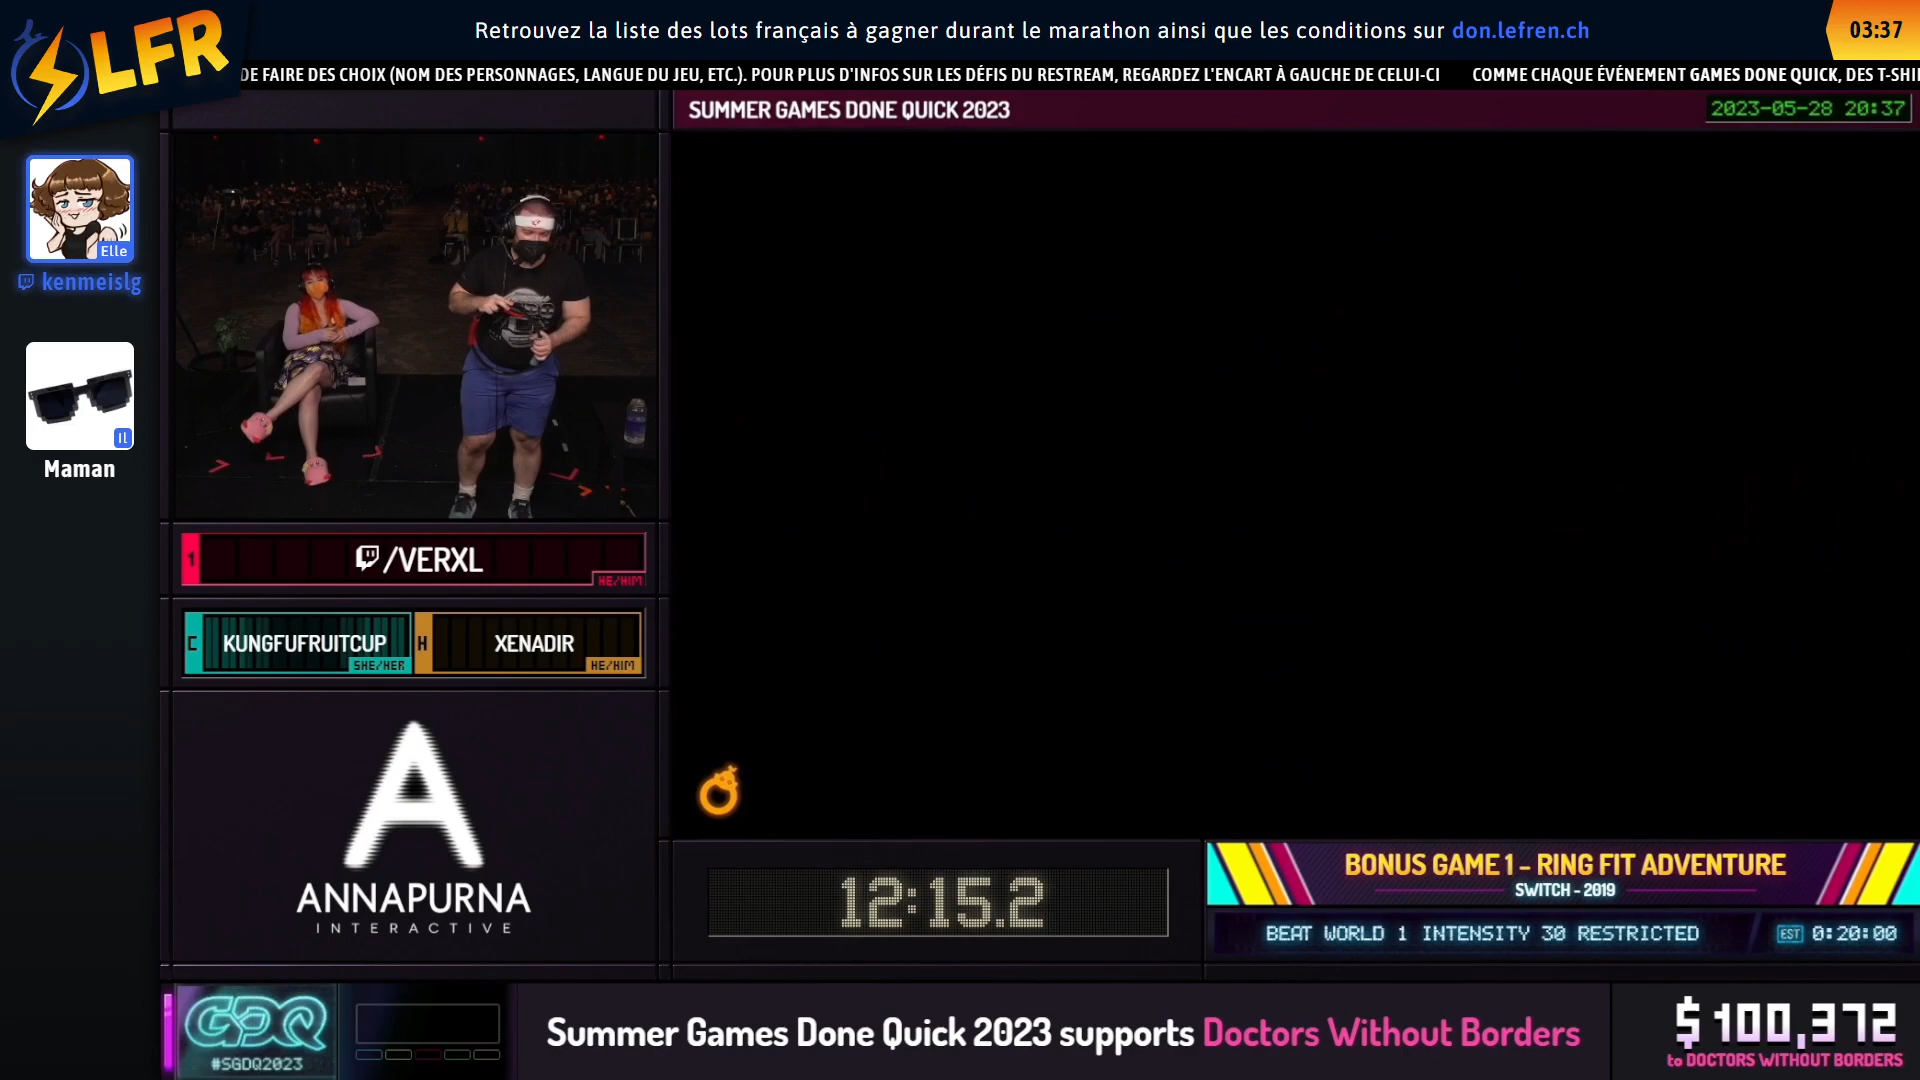 LFR
Retrouvez la liste des lots français à gagner durant le marathon ainsi que les conditions sur don.lefren.ch
03:37
DE FAIRE DES CHOIX (NOM DES PERSONNAGES, LANGUE DU JEU, ETC.). POUR PLUS D'INFOS SUR LES DÉFIS DU RESTREAM, REGARDEZ L'ENCART À GAUCHE DE CELUI-CI COMME CHAQUE ÉVÉNEMENT GAMES DONE QUICK, DES T-SHI
SUMMER GAMES DONE QUICK 2023
2023-05-28 20:37
Elle
kenmeislg
Il
Maman
1
/VERXL
HE/HIM
C
KUNGFUFRUITCUP
SHE/HER
H
XENADIR
HE/HIM
A
ANNAPURNA
INTERACTIVE
12:15.2
BONUS GAME 1 - RING FIT ADVENTURE
SWITCH - 2019
BEAT WORLD 1 INTENSITY 30 RESTRICTED
EST 0:20:00
GDQ
#SGDQ2023
Summer Games Done Quick 2023 supports Doctors Without Borders
$100,372
to DOCTORS WITHOUT BORDERS